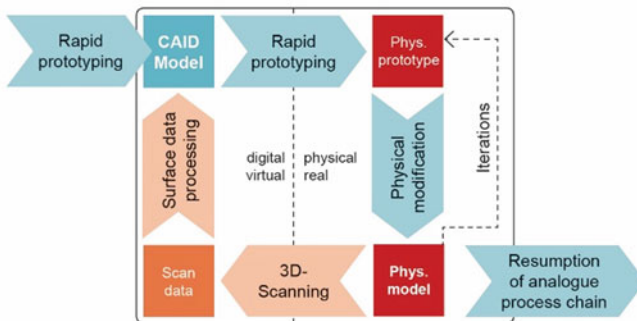 Rapid
prototyping
CAID
Model
Rapid
prototyping
Phys.
prototype
Surface data
processing
digital
virtual
physical
real
Physical
modification
Iterations
Scan
data
3D-
Scanning
Phys.
model
Resumption
of analogue
process chain